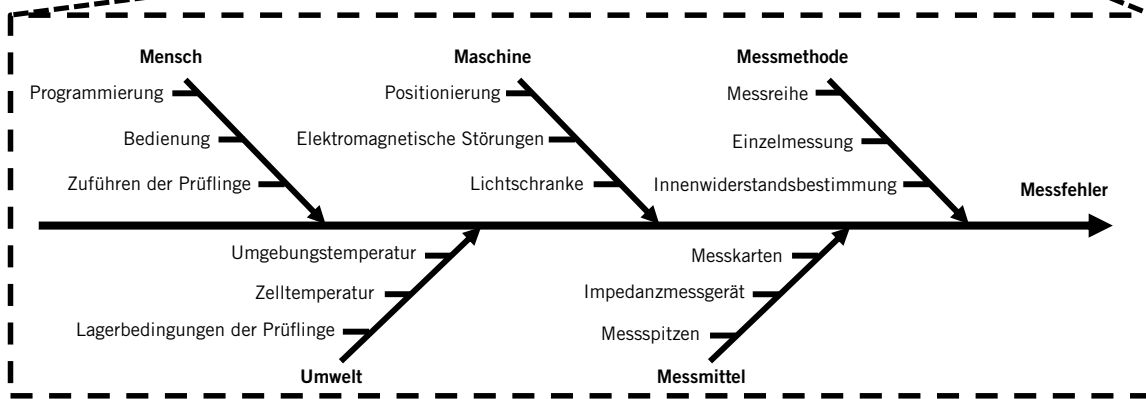 Mensch
Programmierung
Bedienung
Zuführen der Prüflinge
Maschine
Positionierung
Elektromagnetische Störungen
Lichtschranke
Messmethode
Messreihe
Einzelmessung
Innenwiderstandsbestimmung
Messfehler
Umgebungstemperatur
Zelltemperatur
Lagerbedingungen der Prüflinge
Umwelt
Messkarten
Impedanzmessgerät
Messspitzen
Messmittel